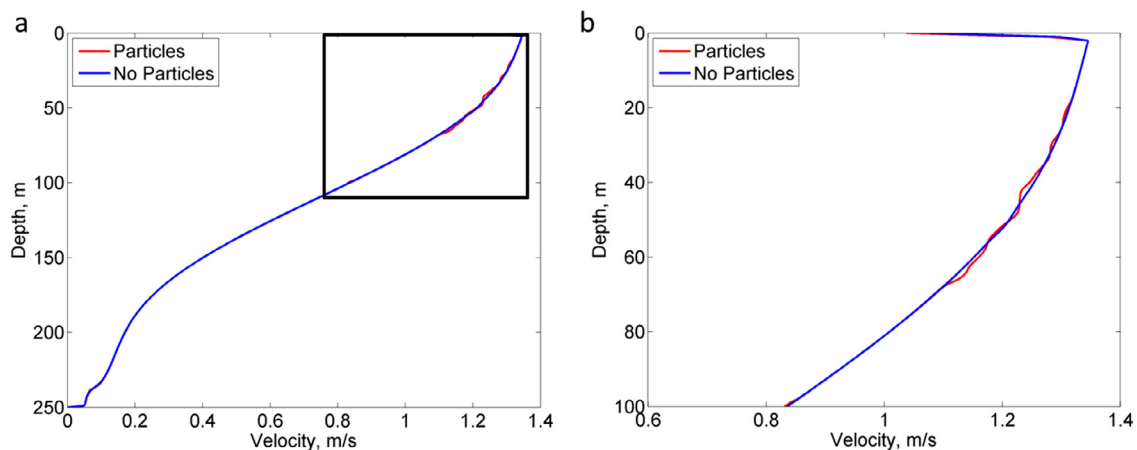 a
0
50
100
150
200
250
Depth, m
Particles
No Particles
0
0.2
0.4
0.6
0.8
1
1.2
1.4
Velocity, m/s
b
0
20
40
60
80
100
Depth, m
Particles
No Particles
0.6
0.8
1
1.2
1.4
Velocity, m/s